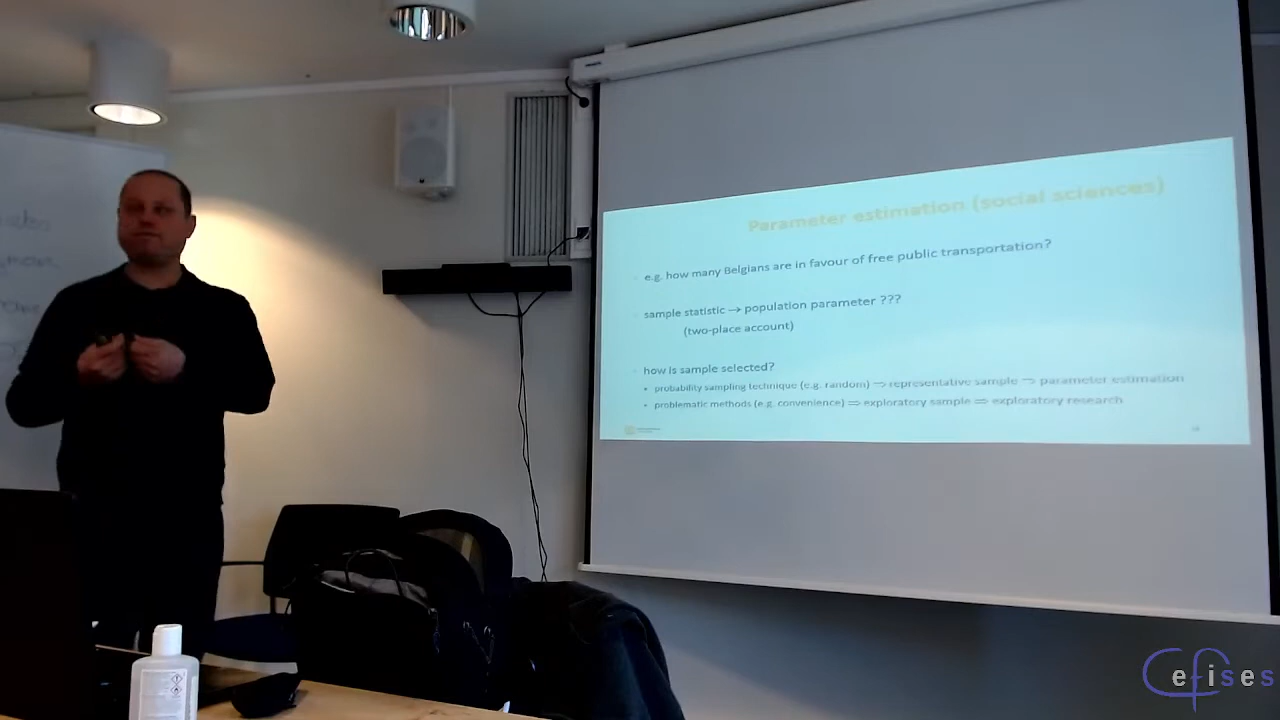 Parameter estimation (social sciences)
e.g. how many Belgians are in favour of free public transportation?
sample statistic → population parameter ???
(two-place account)
how is sample selected?
• probability sampling technique (e.g. random) ⇒ representative sample ⇒ parameter estimation
• problematic methods (e.g. convenience) ⇒ exploratory sample ⇒ exploratory research
Cefises